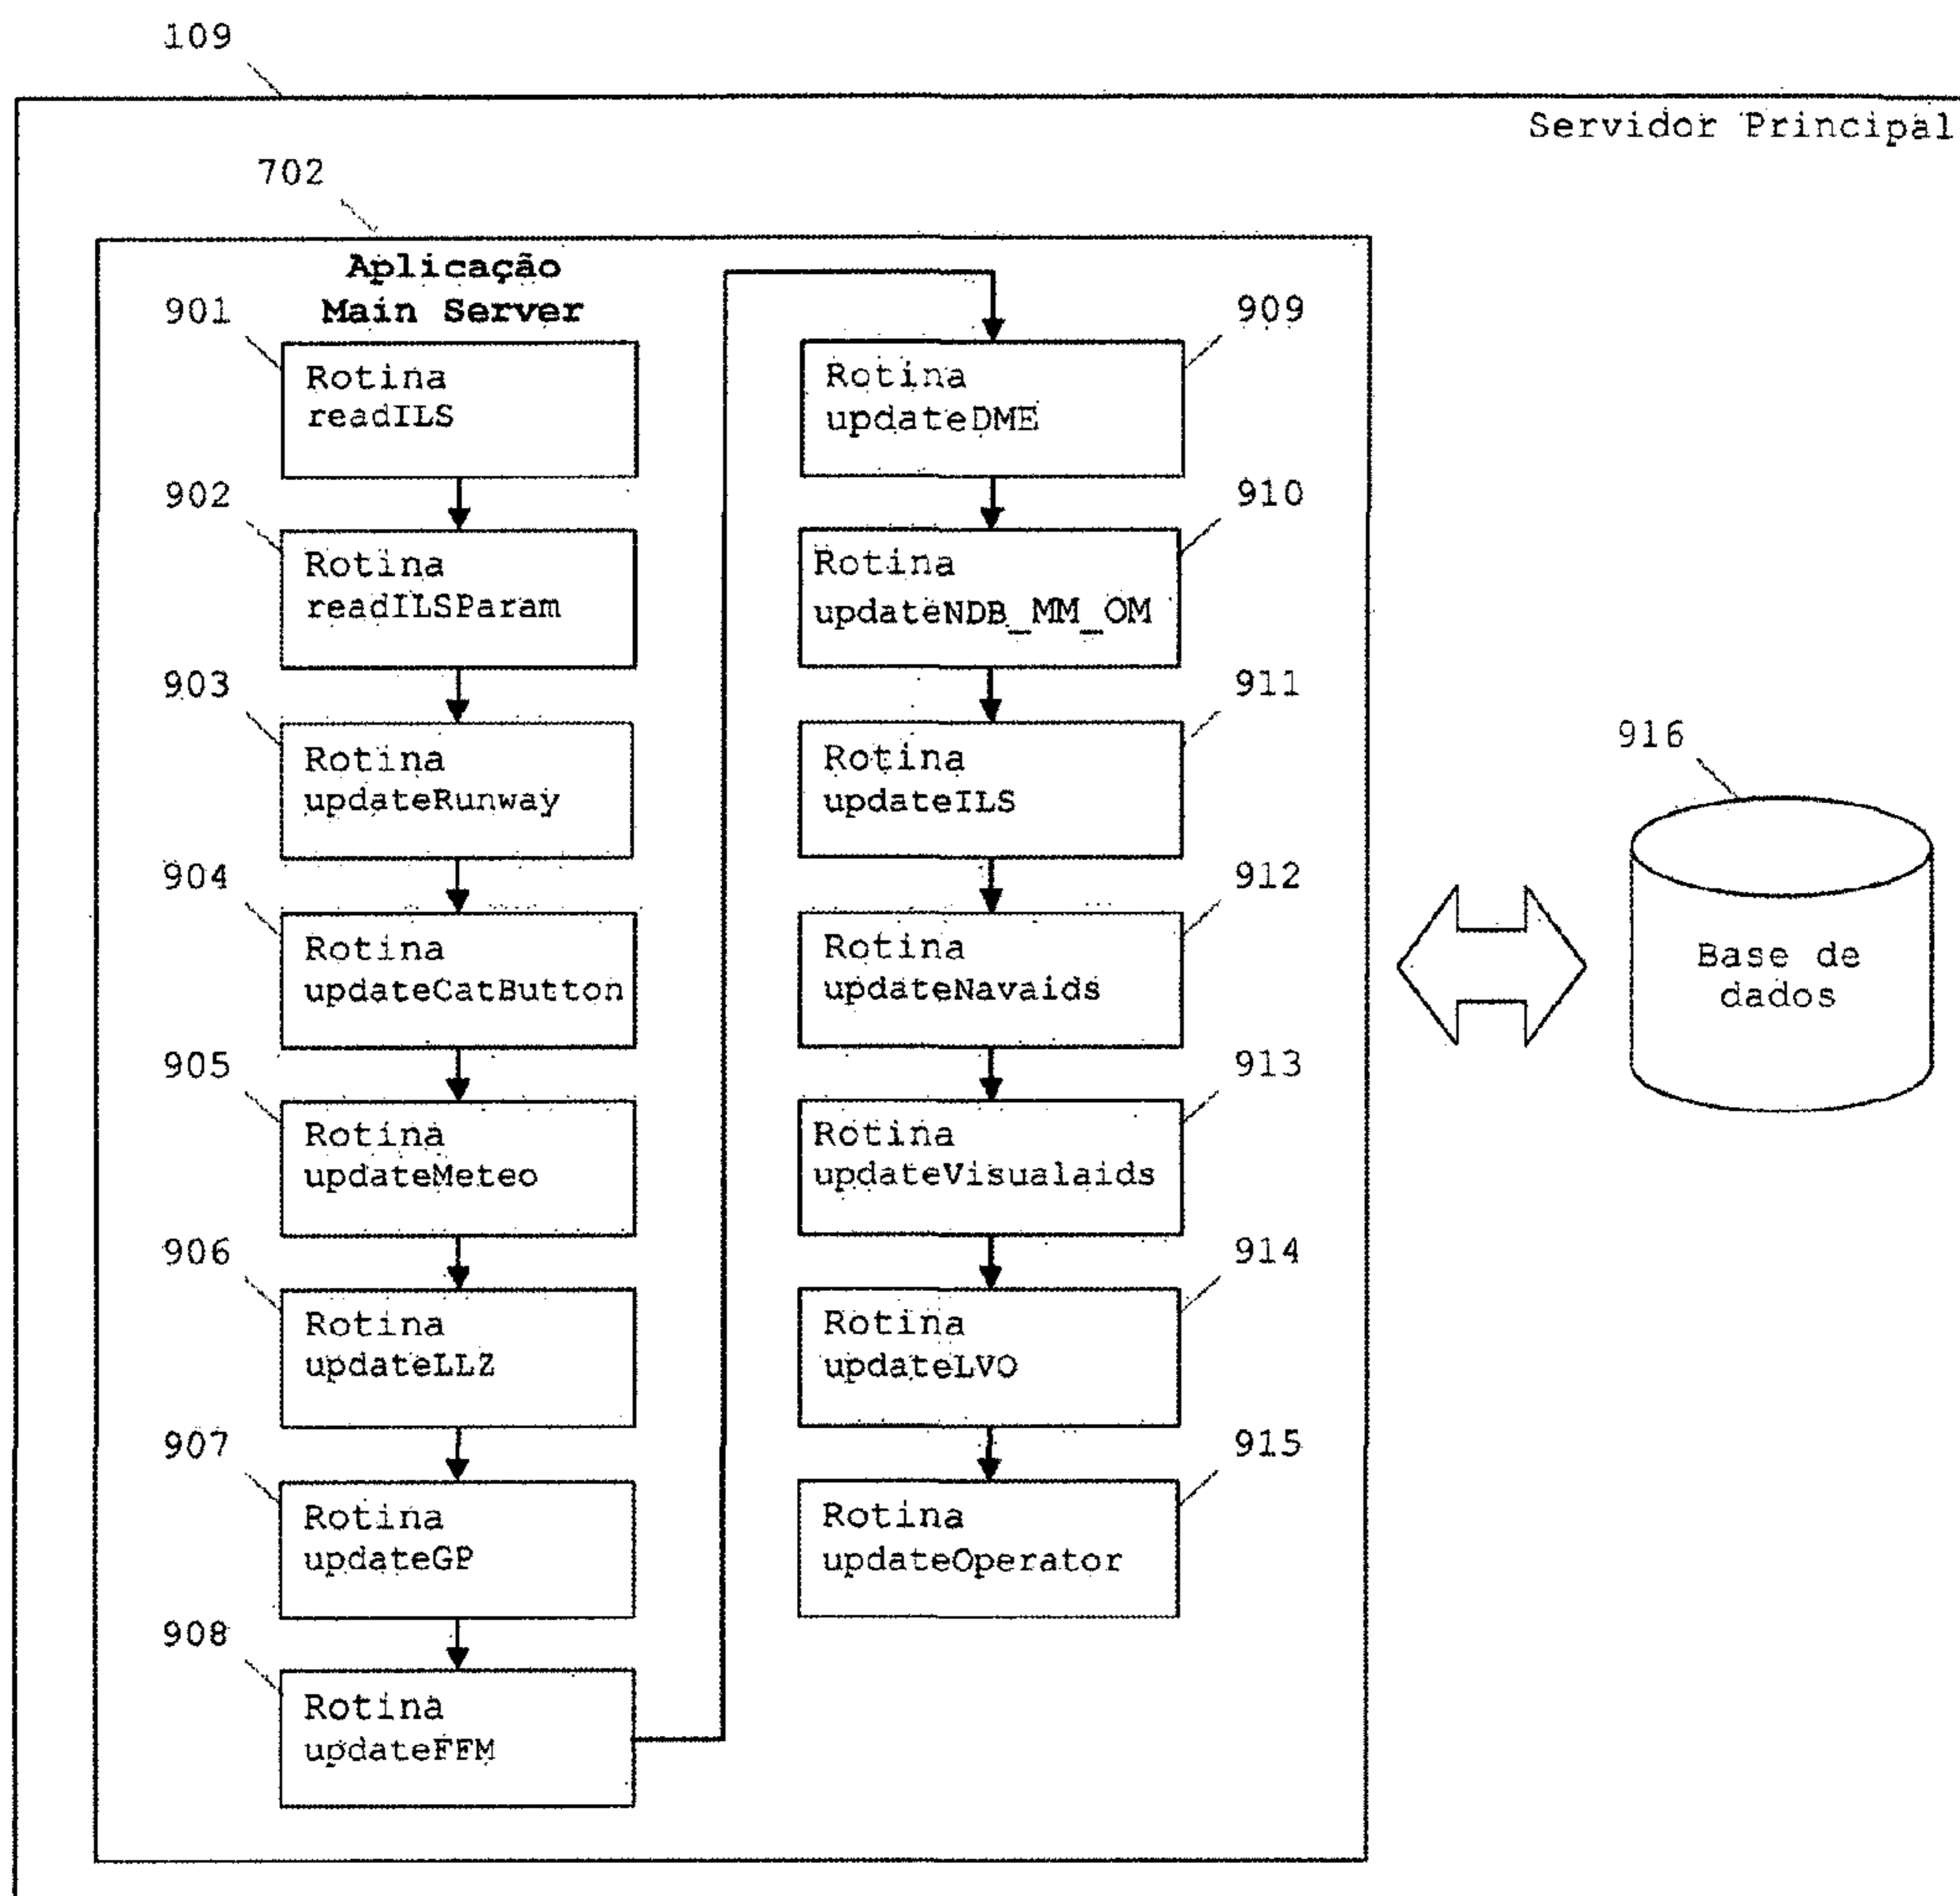 109
Servidor Principal
702
Aplicação
Main Server
901
Rotina
readILS
902
Rotina
readILSParam
903
Rotina
updateRunway
904
Rotina
updateCatButton
905
Rotina
updateMeteo
906
Rotina
updateLLZ
907
Rotina
updateGP
908
Rotina
updateFFM
909
Rotina
updateDME
910
Rotina
updateNDB_MM_OM
911
Rotina
updateILS
912
Rotina
updateNavaids
913
Rotina
updateVisualaids
914
Rotina
updateLVO
915
Rotina
updateOperator
916
Base de
dados